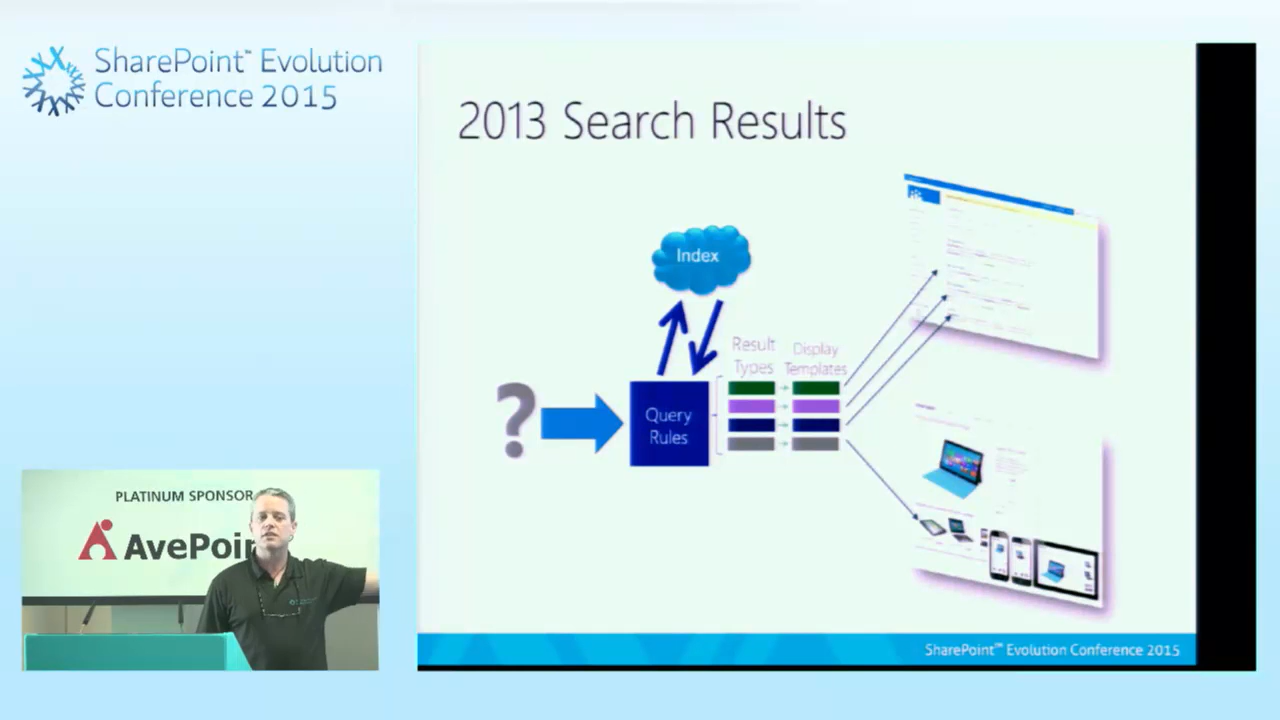 SharePoint™ Evolution
Conference 2015
2013 Search Results
Index
Result
Types
Display
Templates
Query
Rules
PLATINUM SPONSOR
AvePoin
SharePoint™ Evolution Conference 2015